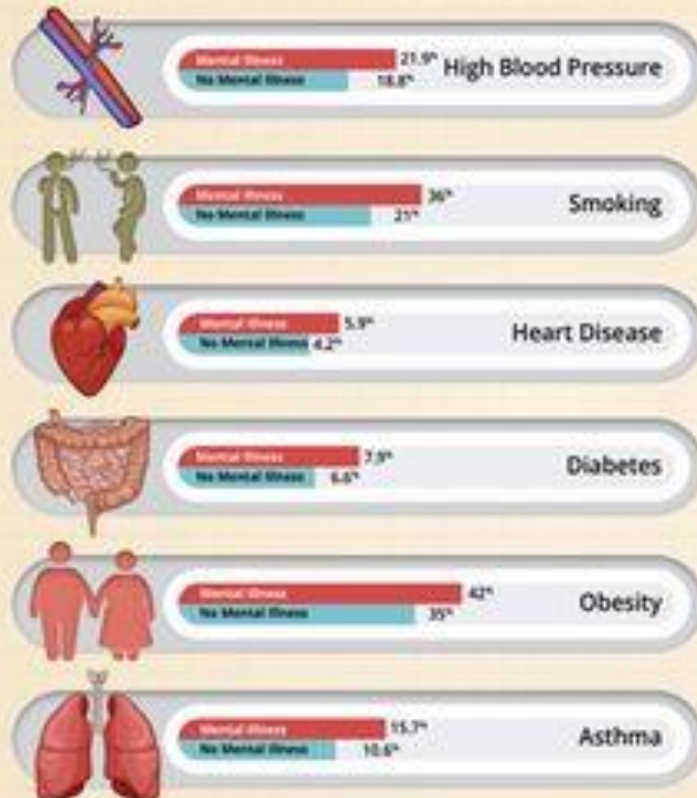 Mental Illness 21.9% High Blood Pressure
No Mental Illness 18.8%
Mental Illness 36% Smoking
No Mental Illness 21%
Mental Illness 5.9% Heart Disease
No Mental Illness 4.2%
Mental Illness 7.9% Diabetes
No Mental Illness 6.6%
Mental Illness 42% Obesity
No Mental Illness 35%
Mental Illness 15.7% Asthma
No Mental Illness 10.6%